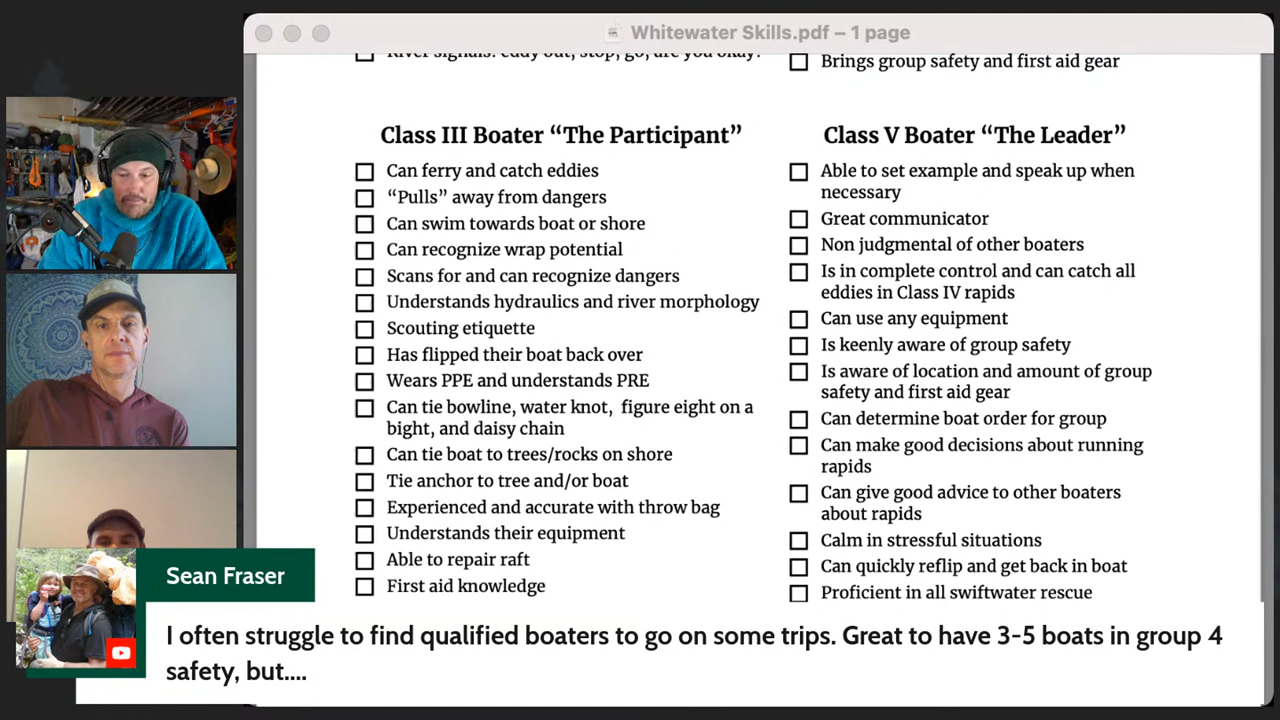 Whitewater Skills.pdf – 1 page
River signals: eddy out, stop, go, are you okay?
Brings group safety and first aid gear
Class III Boater “The Participant”
Can ferry and catch eddies
“Pulls” away from dangers
Can swim towards boat or shore
Can recognize wrap potential
Scans for and can recognize dangers
Understands hydraulics and river morphology
Scouting etiquette
Has flipped their boat back over
Wears PPE and understands PRE
Can tie bowline, water knot, figure eight on a
bight, and daisy chain
Can tie boat to trees/rocks on shore
Tie anchor to tree and/or boat
Experienced and accurate with throw bag
Understands their equipment
Able to repair raft
First aid knowledge
Class V Boater “The Leader”
Able to set example and speak up when
necessary
Great communicator
Non judgmental of other boaters
Is in complete control and can catch all
eddies in Class IV rapids
Can use any equipment
Is keenly aware of group safety
Is aware of location and amount of group
safety and first aid gear
Can determine boat order for group
Can make good decisions about running
rapids
Can give good advice to other boaters
about rapids
Calm in stressful situations
Can quickly reflip and get back in boat
Proficient in all swiftwater rescue
Sean Fraser
I often struggle to find qualified boaters to go on some trips. Great to have 3-5 boats in group 4
safety, but....